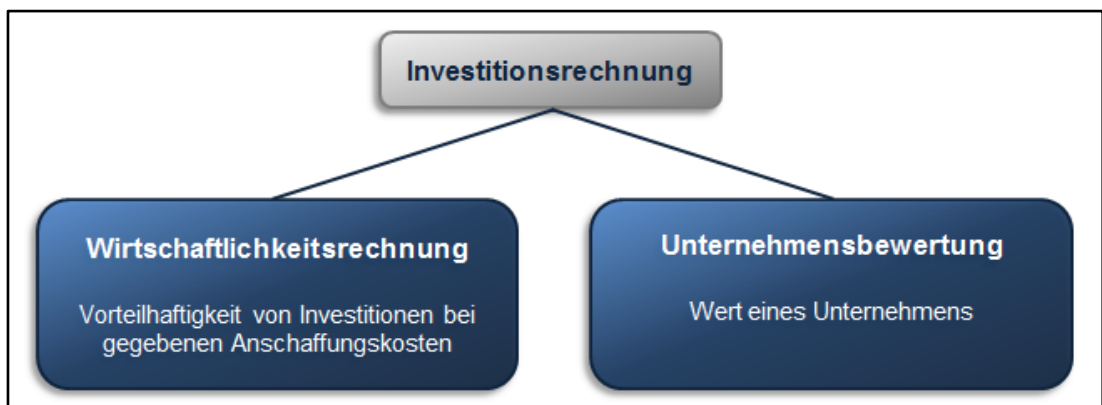 Investitionsrechnung
Wirtschaftlichkeitsrechnung
Vorteilhaftigkeit von Investitionen bei
gegebenen Anschaffungskosten
Unternehmensbewertung
Wert eines Unternehmens